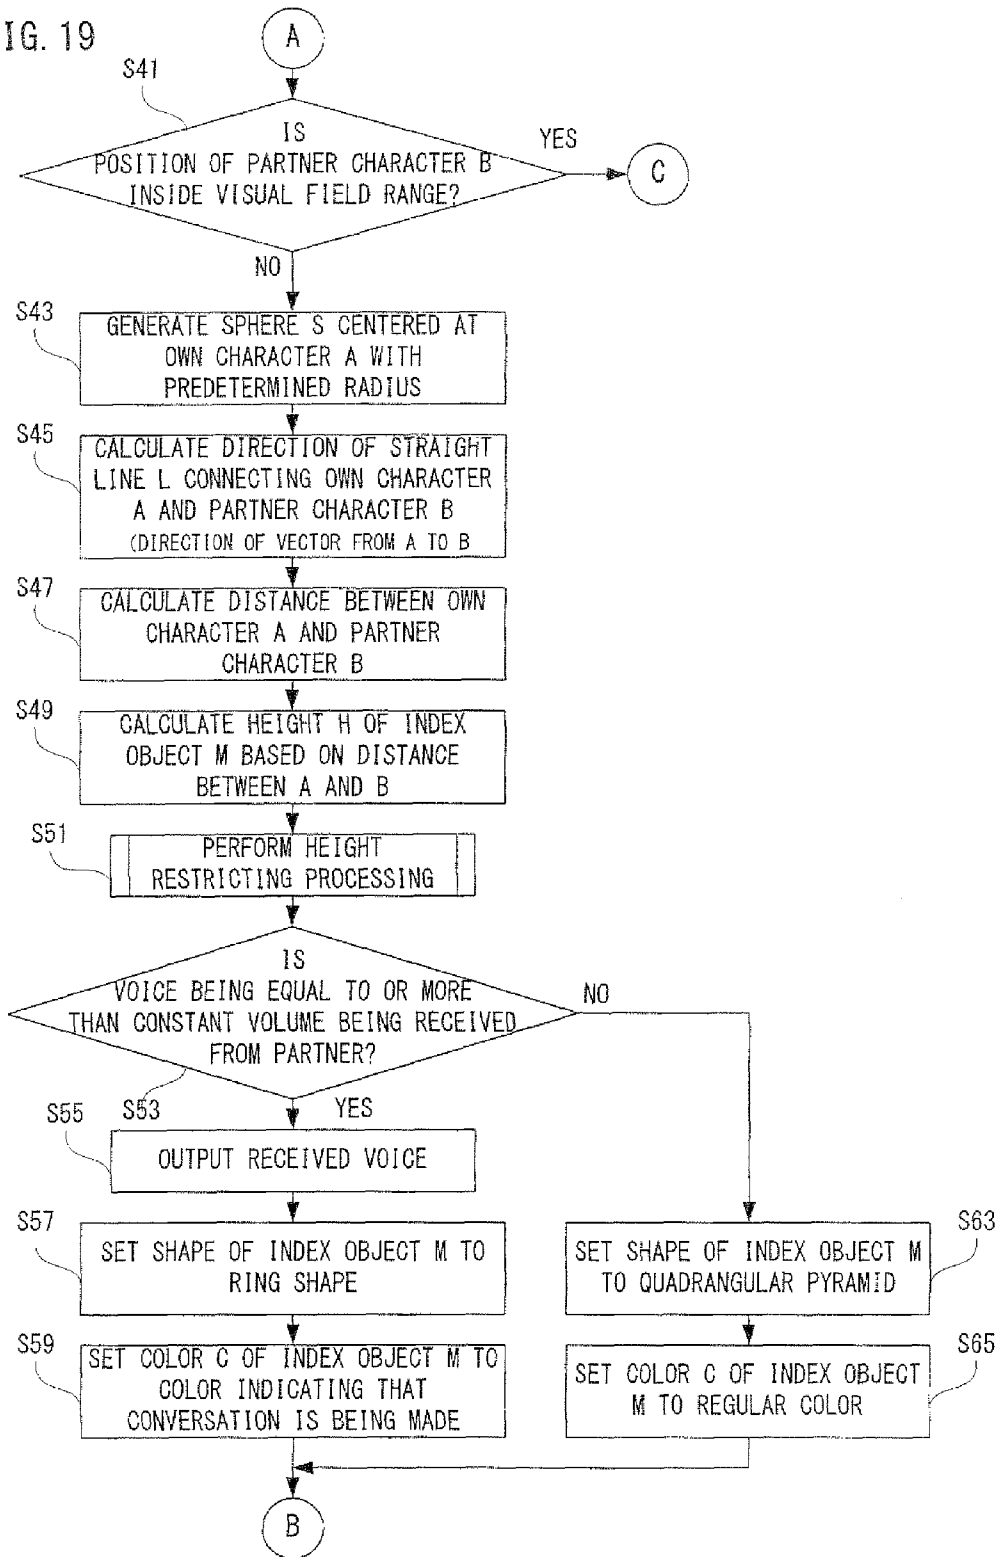 IG. 19
A
S41
IS
POSITION OF PARTNER CHARACTER B
INSIDE VISUAL FIELD RANGE?
YES
C
NO
S43
GENERATE SPHERE S CENTERED AT
OWN CHARACTER A WITH
PREDETERMINED RADIUS
S45
CALCULATE DIRECTION OF STRAIGHT
LINE L CONNECTING OWN CHARACTER
A AND PARTNER CHARACTER B
(DIRECTION OF VECTOR FROM A TO B
S47
CALCULATE DISTANCE BETWEEN OWN
CHARACTER A AND PARTNER
CHARACTER B
S49
CALCULATE HEIGHT H OF INDEX
OBJECT M BASED ON DISTANCE
BETWEEN A AND B
S51
PERFORM HEIGHT
RESTRICTING PROCESSING
IS
VOICE BEING EQUAL TO OR MORE
THAN CONSTANT VOLUME BEING RECEIVED
FROM PARTNER?
NO
S53
YES
S55
OUTPUT RECEIVED VOICE
S57
SET SHAPE OF INDEX OBJECT M TO
RING SHAPE
S59
SET COLOR C OF INDEX OBJECT M TO
COLOR INDICATING THAT
CONVERSATION IS BEING MADE
S63
SET SHAPE OF INDEX OBJECT M
TO QUADRANGULAR PYRAMID
S65
SET COLOR C OF INDEX OBJECT
M TO REGULAR COLOR
B